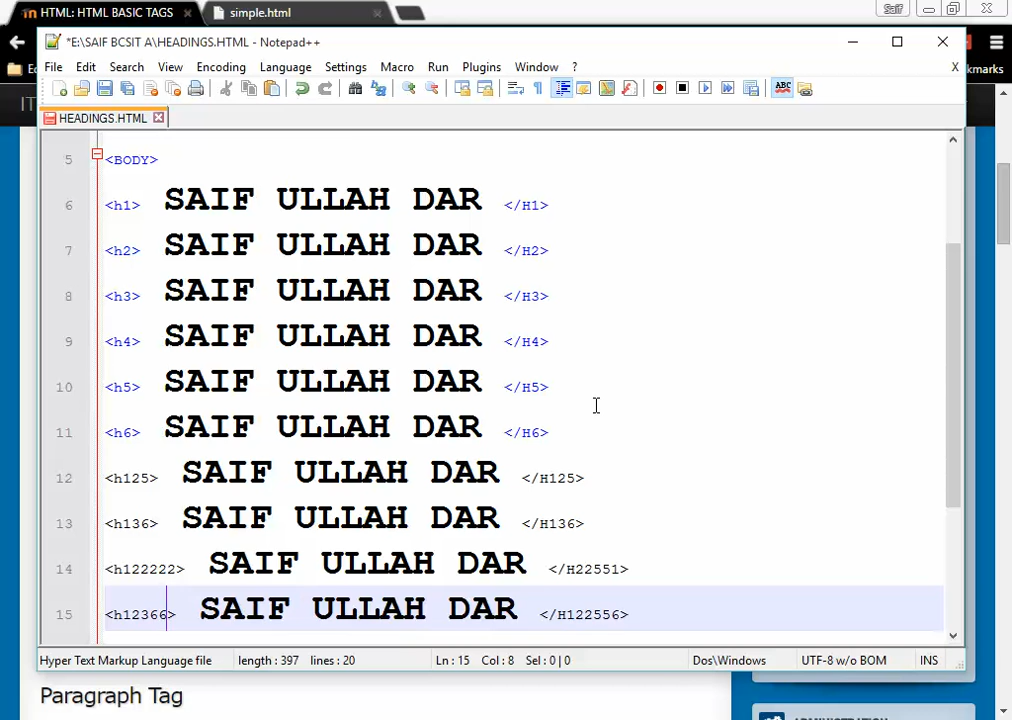 HTML: HTML BASIC TAGS simple.html Saif
*E:\SAIF BCSIT A\HEADINGS.HTML - Notepad++
File Edit Search View Encoding Language Settings Macro Run Plugins Window ? X
HEADINGS.HTML
5 <BODY>
6 <h1> SAIF ULLAH DAR </H1>
7 <h2> SAIF ULLAH DAR </H2>
8 <h3> SAIF ULLAH DAR </H3>
9 <h4> SAIF ULLAH DAR </H4>
10 <h5> SAIF ULLAH DAR </H5>
11 <h6> SAIF ULLAH DAR </H6>
12 <h125> SAIF ULLAH DAR </H125>
13 <h136> SAIF ULLAH DAR </H136>
14 <h122222> SAIF ULLAH DAR </H22551>
15 <h12366> SAIF ULLAH DAR </H122556>
Hyper Text Markup Language file length : 397 lines : 20 Ln : 15 Col : 8 Sel : 0 | 0 Dos\Windows UTF-8 w/o BOM INS
Paragraph Tag